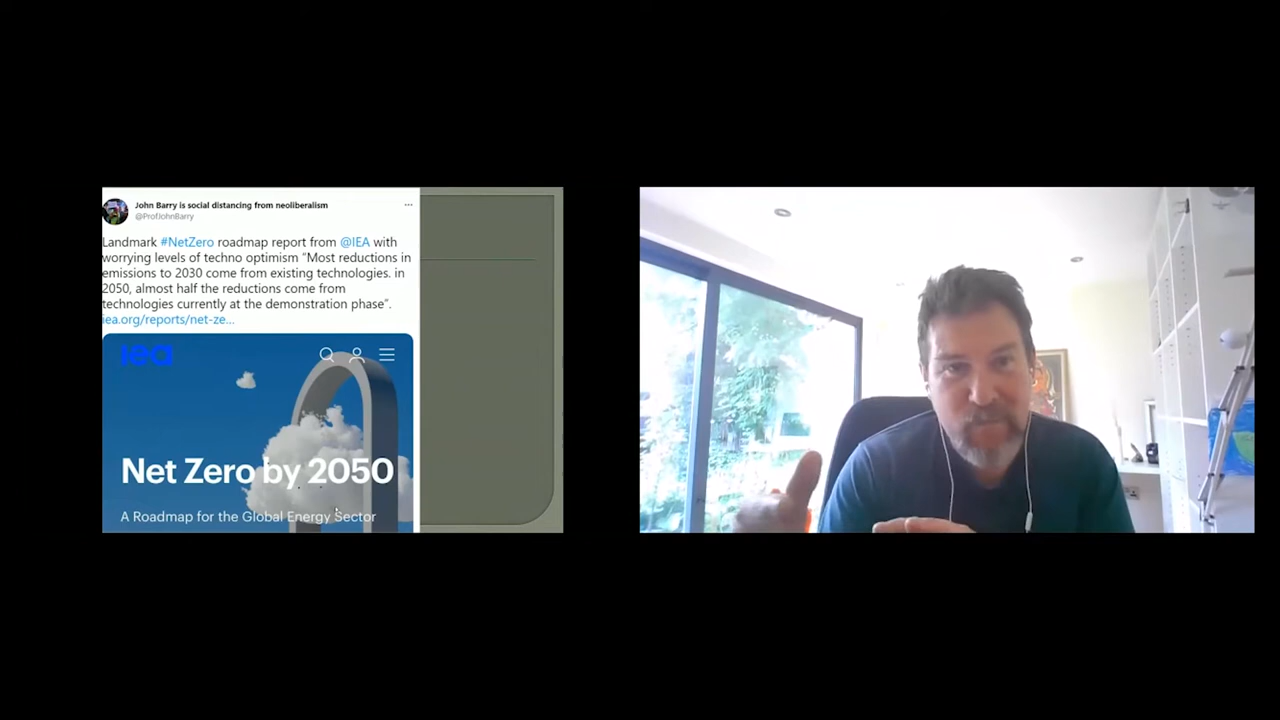 John Barry is social distancing from neoliberalism
@ProfJohnBarry
Landmark #NetZero roadmap report from @IEA with
worrying levels of techno optimism “Most reductions in
emissions to 2030 come from existing technologies. in
2050, almost half the reductions come from
technologies currently at the demonstration phase”.
iea.org/reports/net-ze...
iea
Net Zero by 2050
A Roadmap for the Global Energy Sector